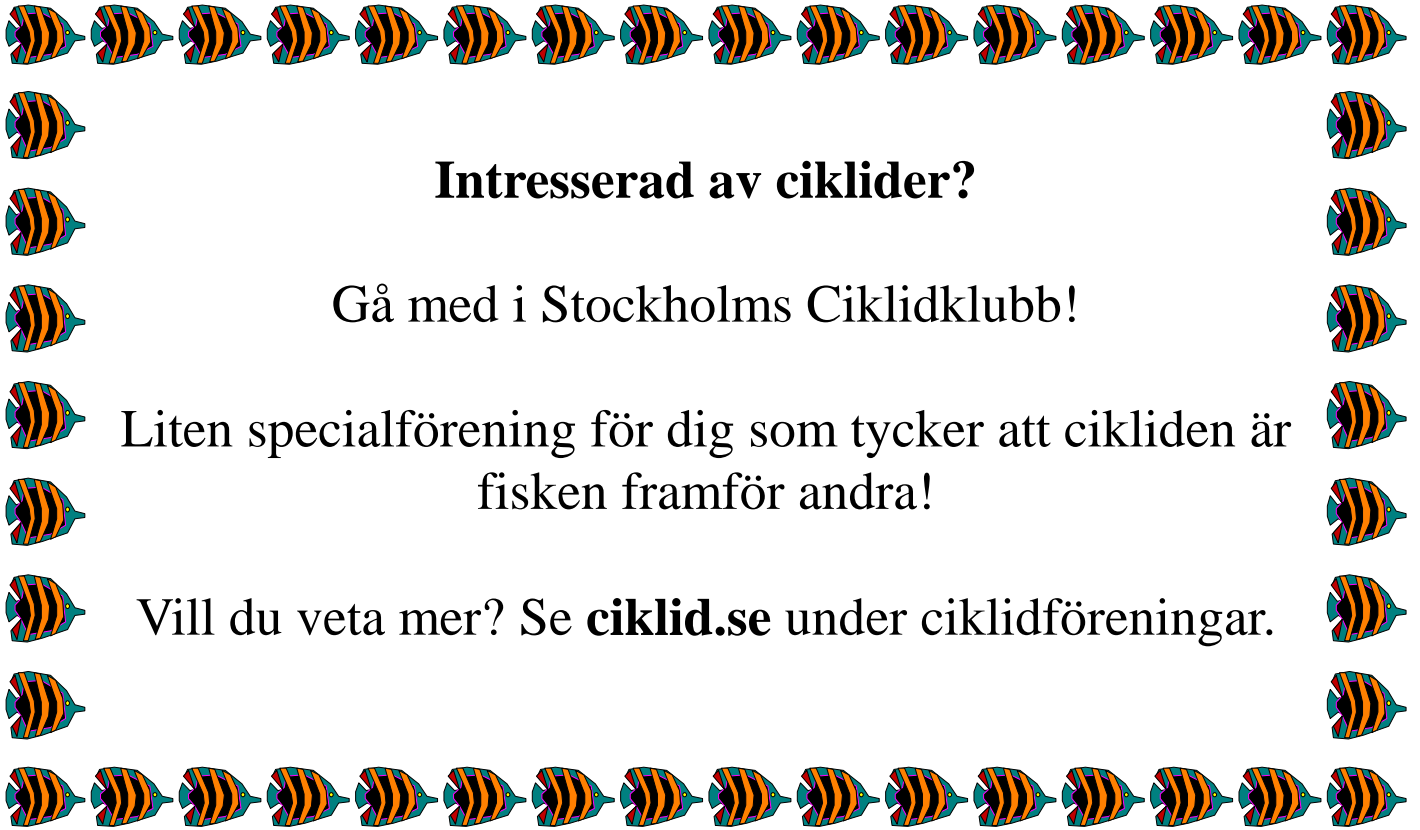 Intresserad av ciklider?
Gå med i Stockholms Ciklidklubb!
Liten specialförening för dig som tycker att cikliden är
fisken framför andra!
Vill du veta mer? Se ciklid.se under ciklidföreningar.